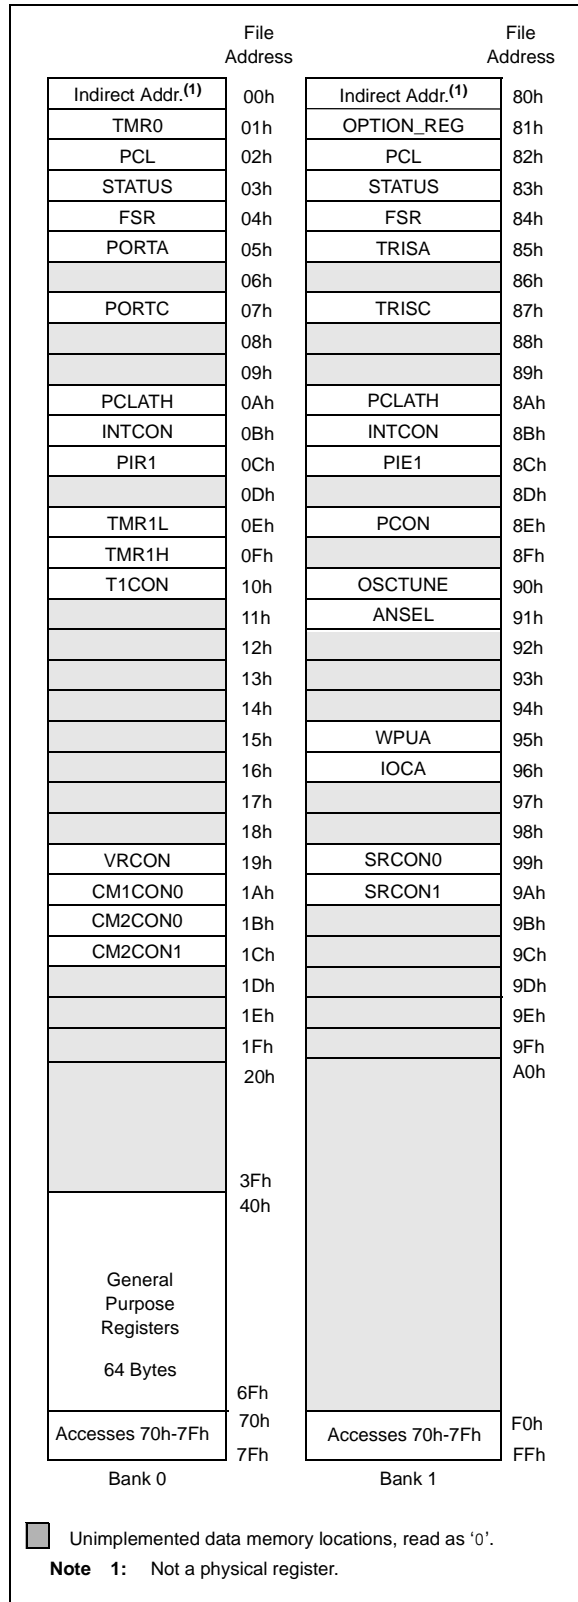 File Address File Address
Indirect Addr.(1) 00h Indirect Addr.(1) 80h
TMR0 01h OPTION_REG 81h
PCL 02h PCL 82h
STATUS 03h STATUS 83h
FSR 04h FSR 84h
PORTA 05h TRISA 85h
06h 86h
PORTC 07h TRISC 87h
08h 88h
09h 89h
PCLATH 0Ah PCLATH 8Ah
INTCON 0Bh INTCON 8Bh
PIR1 0Ch PIE1 8Ch
0Dh 8Dh
TMR1L 0Eh PCON 8Eh
TMR1H 0Fh 8Fh
T1CON 10h OSCTUNE 90h
11h ANSEL 91h
12h 92h
13h 93h
14h 94h
15h WPUA 95h
16h IOCA 96h
17h 97h
18h 98h
VRCON 19h SRCON0 99h
CM1CON0 1Ah SRCON1 9Ah
CM2CON0 1Bh 9Bh
CM2CON1 1Ch 9Ch
1Dh 9Dh
1Eh 9Eh
1Fh 9Fh
20h A0h
3Fh
40h
General
Purpose
Registers
64 Bytes
6Fh
Accesses 70h-7Fh 70h Accesses 70h-7Fh F0h
7Fh FFh
Bank 0 Bank 1
Unimplemented data memory locations, read as ‘0’.
Note 1: Not a physical register.